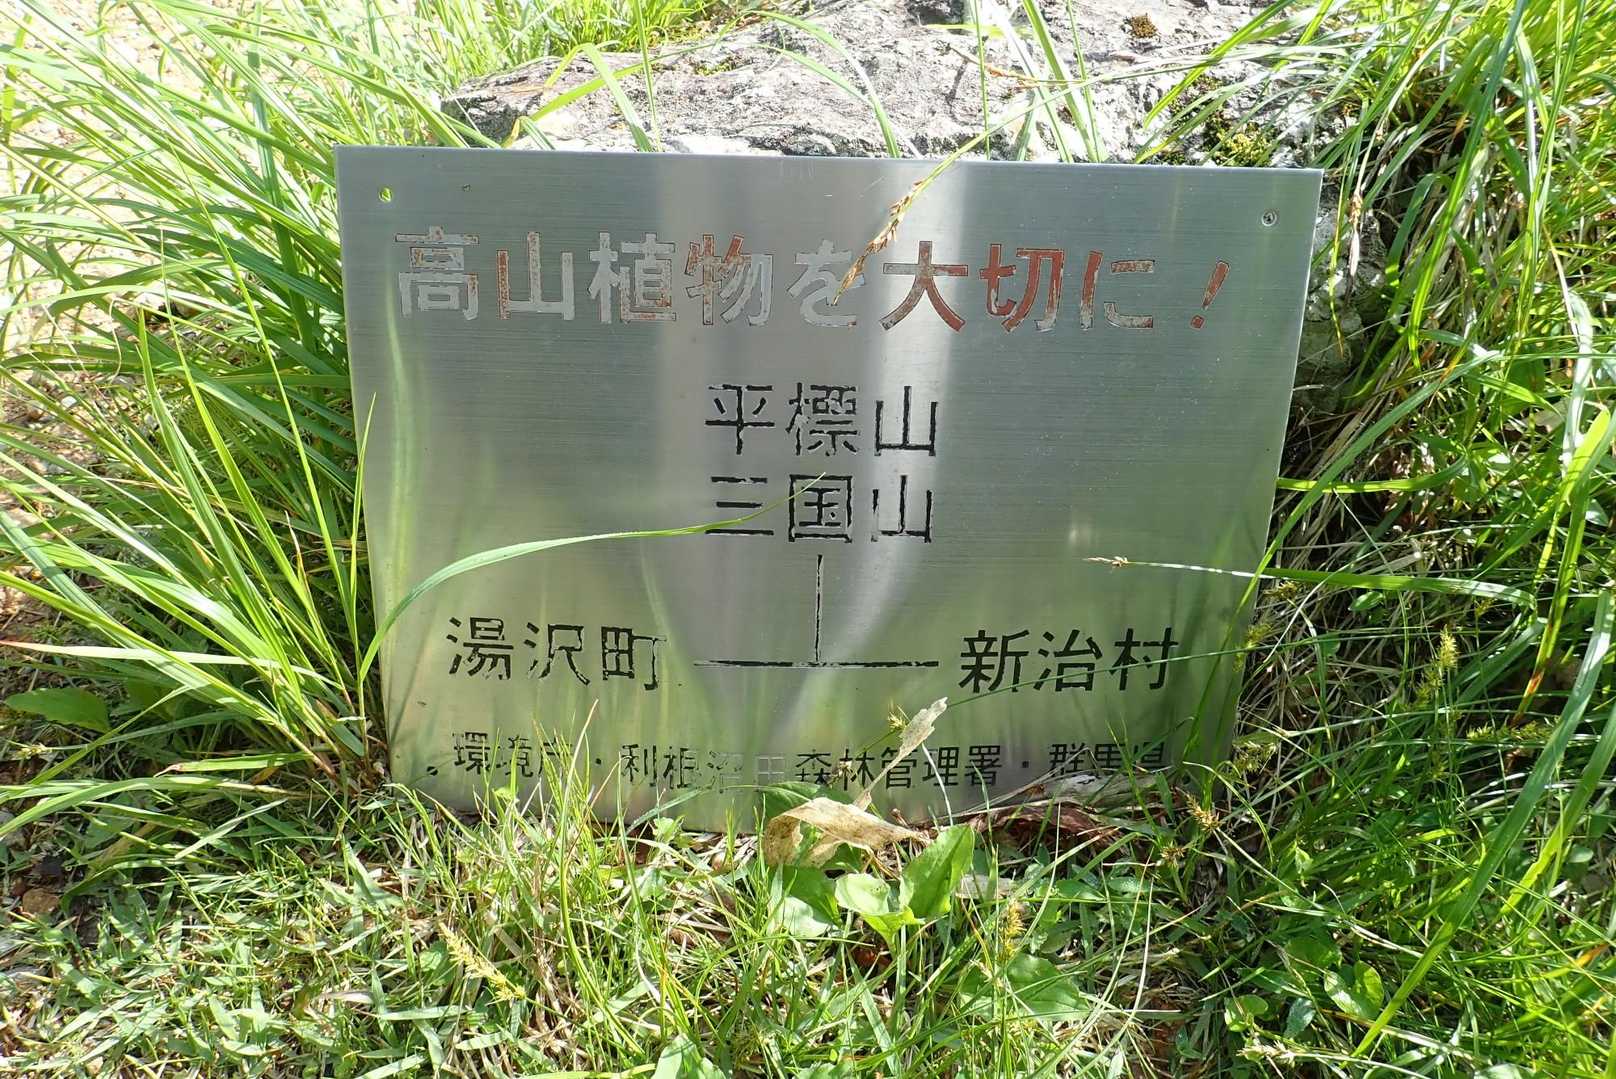 高山植物を大切に！
平標山
三国山
湯沢町 新治村
環境庁・利根沼田森林管理署・群馬県